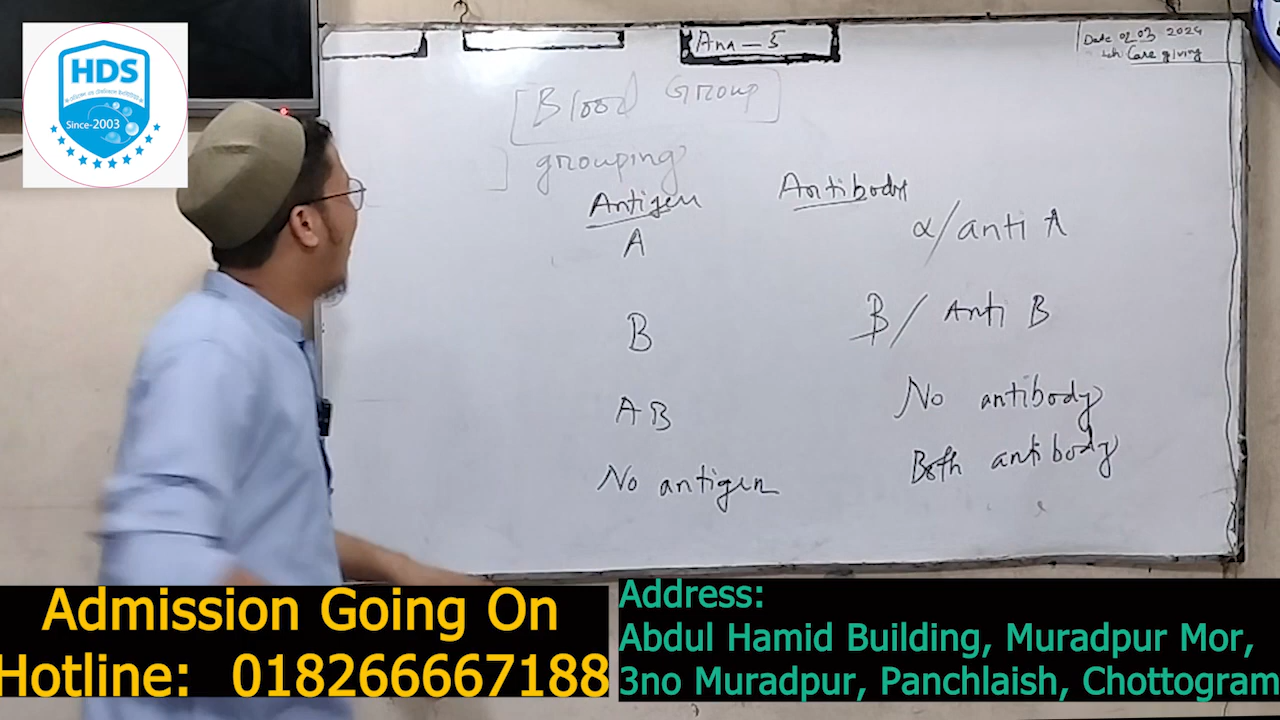 HDS
Since-2003
Ana - 5
Date 02.03 2024
Care giving
[Blood Group]
] grouping
Antigen Antibody
A α/anti A
B β/ Anti B
AB No antibody
No antigen Both antibody
Admission Going On
Hotline: 018266667188
Address:
Abdul Hamid Building, Muradpur Mor,
3no Muradpur, Panchlaish, Chottogram